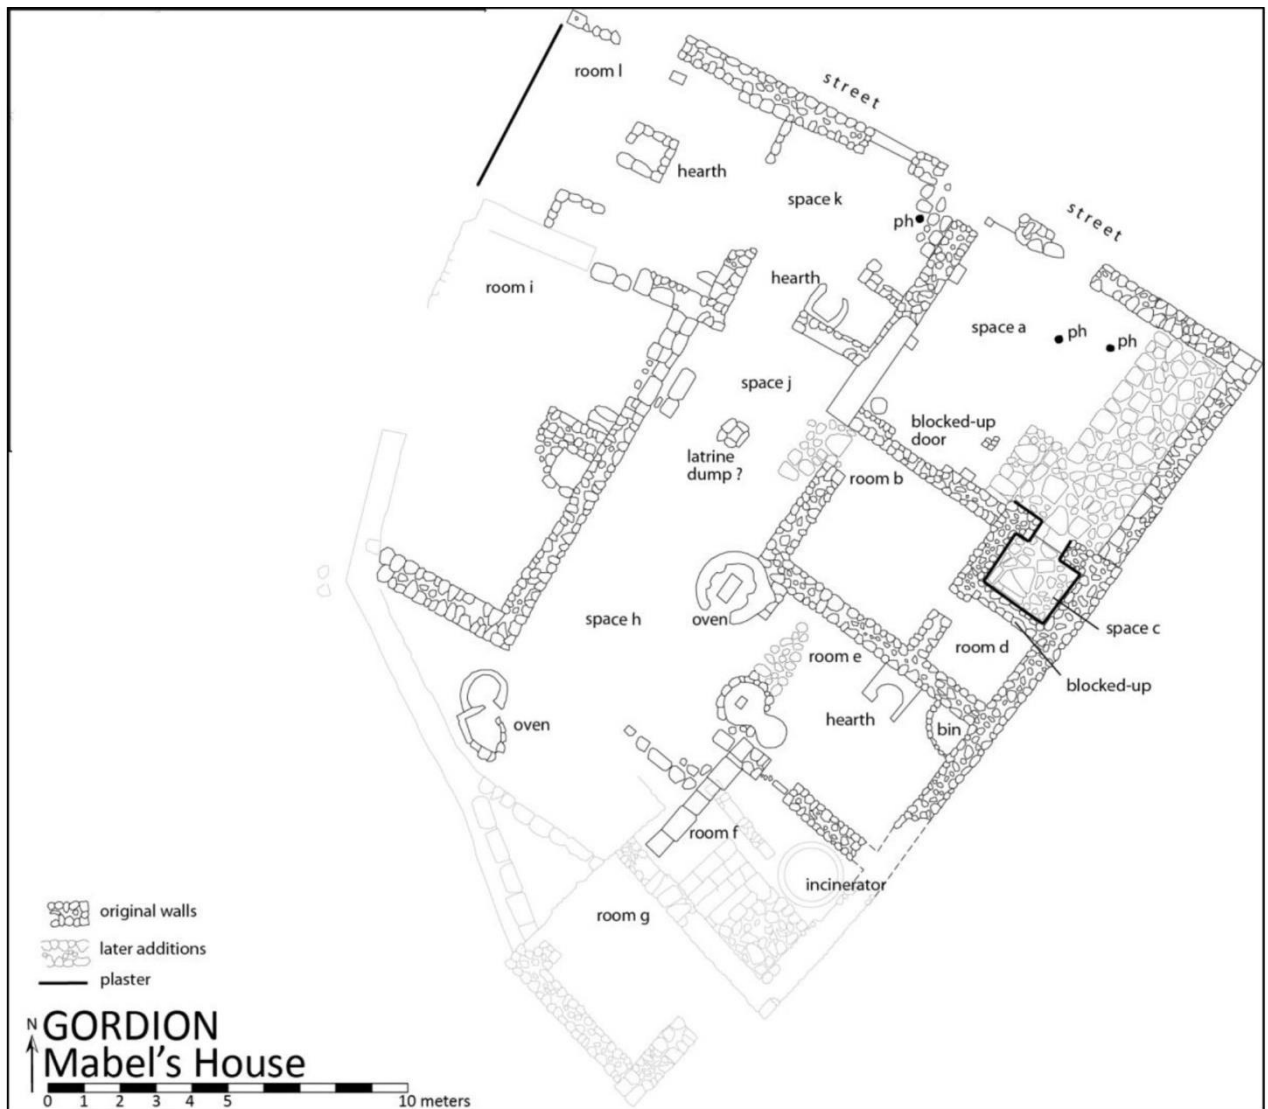 room l
street
hearth
space k
ph
street
hearth
room i
space a
ph
ph
space j
blocked-up
door
latrine
dump ?
room b
space h
oven
room e
room d
space c
blocked-up
oven
hearth
bin
room f
incinerator
room g
original walls
later additions
plaster
N
GORDION
Mabel's House
0 1 2 3 4 5 10 meters